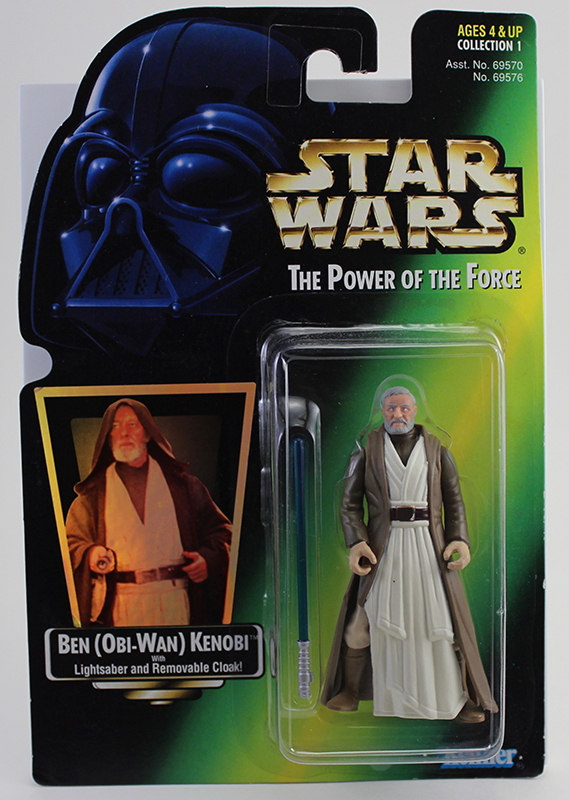 AGES 4 & UP
COLLECTION 1
Asst. No. 69570
No. 69576
STAR
WARS®
THE POWER OF THE FORCE
BEN (OBI-WAN) KENOBI™
With
Lightsaber and Removable Cloak!
Kenner